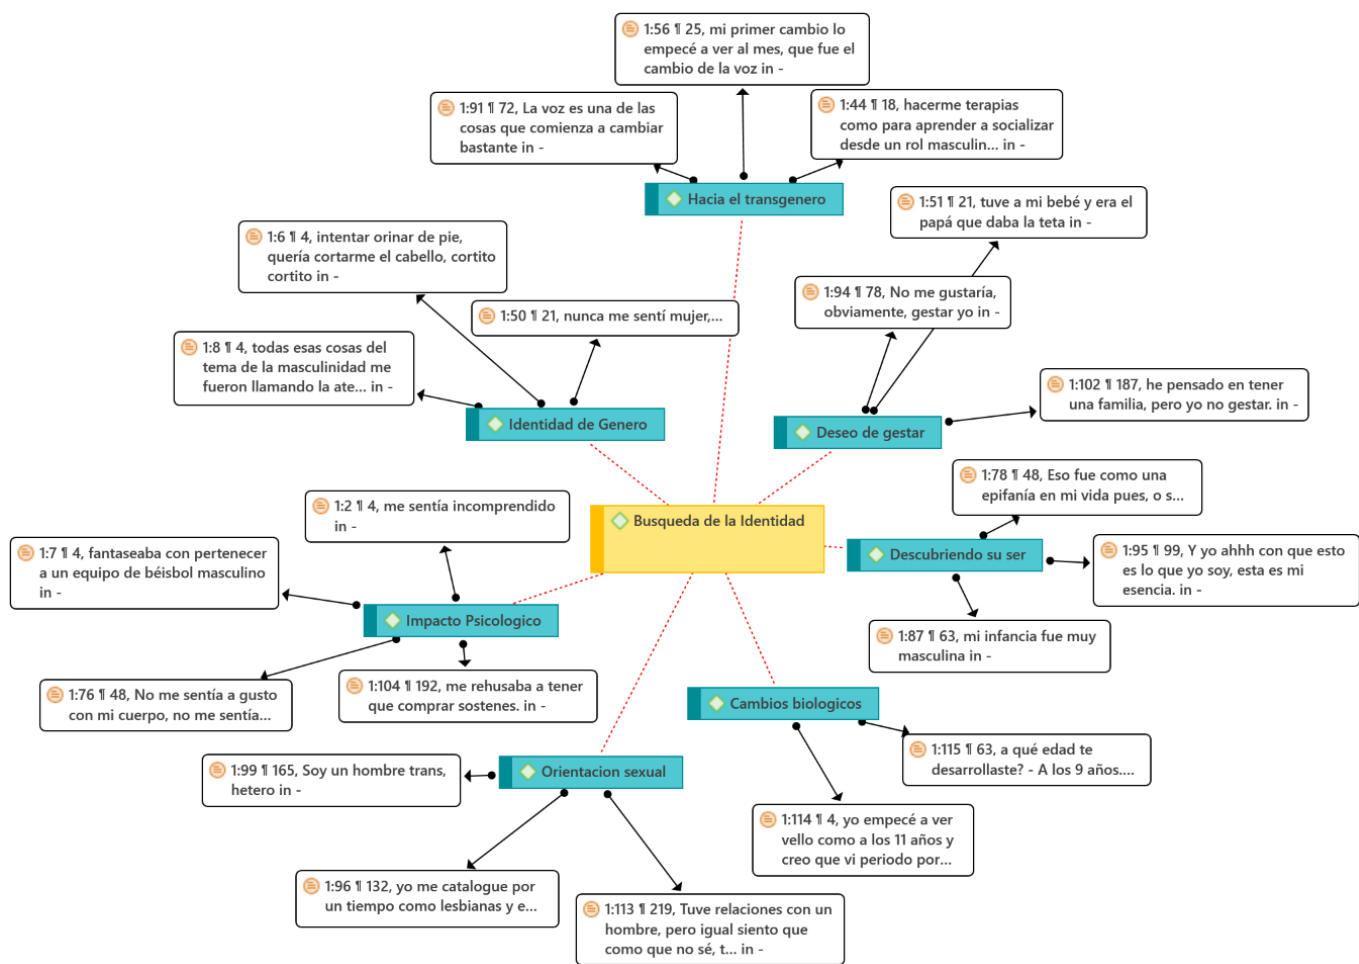 1:56 ¶ 25, mi primer cambio lo
empecé a ver al mes, que fue el
cambio de la voz in -
1:91 ¶ 72, La voz es una de las
cosas que comienza a cambiar
bastante in -
1:44 ¶ 18, hacerme terapias
como para aprender a socializar
desde un rol masculin... in -
Hacia el transgenero
1:51 ¶ 21, tuve a mi bebé y era el
papá que daba la teta in -
1:6 ¶ 4, intentar orinar de pie,
quería cortarme el cabello, cortito
cortito in -
1:94 ¶ 78, No me gustaría,
obviamente, gestar yo in -
1:50 ¶ 21, nunca me sentí mujer,...
1:8 ¶ 4, todas esas cosas del
tema de la masculinidad me
fueron llamando la ate... in -
1:102 ¶ 187, he pensado en tener
una familia, pero yo no gestar. in -
Identidad de Genero
Deseo de gestar
1:78 ¶ 48, Eso fue como una
epifanía en mi vida pues, o s...
1:2 ¶ 4, me sentía incomprendido
in -
Busqueda de la Identidad
1:7 ¶ 4, fantaseaba con pertenecer
a un equipo de béisbol masculino
in -
Descubriendo su ser
1:95 ¶ 99, Y yo ahhh con que esto
es lo que yo soy, esta es mi
esencia. in -
Impacto Psicologico
1:87 ¶ 63, mi infancia fue muy
masculina in -
1:76 ¶ 48, No me sentía a gusto
con mi cuerpo, no me sentía...
1:104 ¶ 192, me rehusaba a tener
que comprar sostenes. in -
Cambios biologicos
1:115 ¶ 63, a qué edad te
desarrollaste? - A los 9 años....
1:99 ¶ 165, Soy un hombre trans,
hetero in -
Orientacion sexual
1:114 ¶ 4, yo empecé a ver
vello como a los 11 años y
creo que vi periodo por...
1:96 ¶ 132, yo me catalogue por
un tiempo como lesbianas y e...
1:113 ¶ 219, Tuve relaciones con un
hombre, pero igual siento que
como que no sé, t... in -